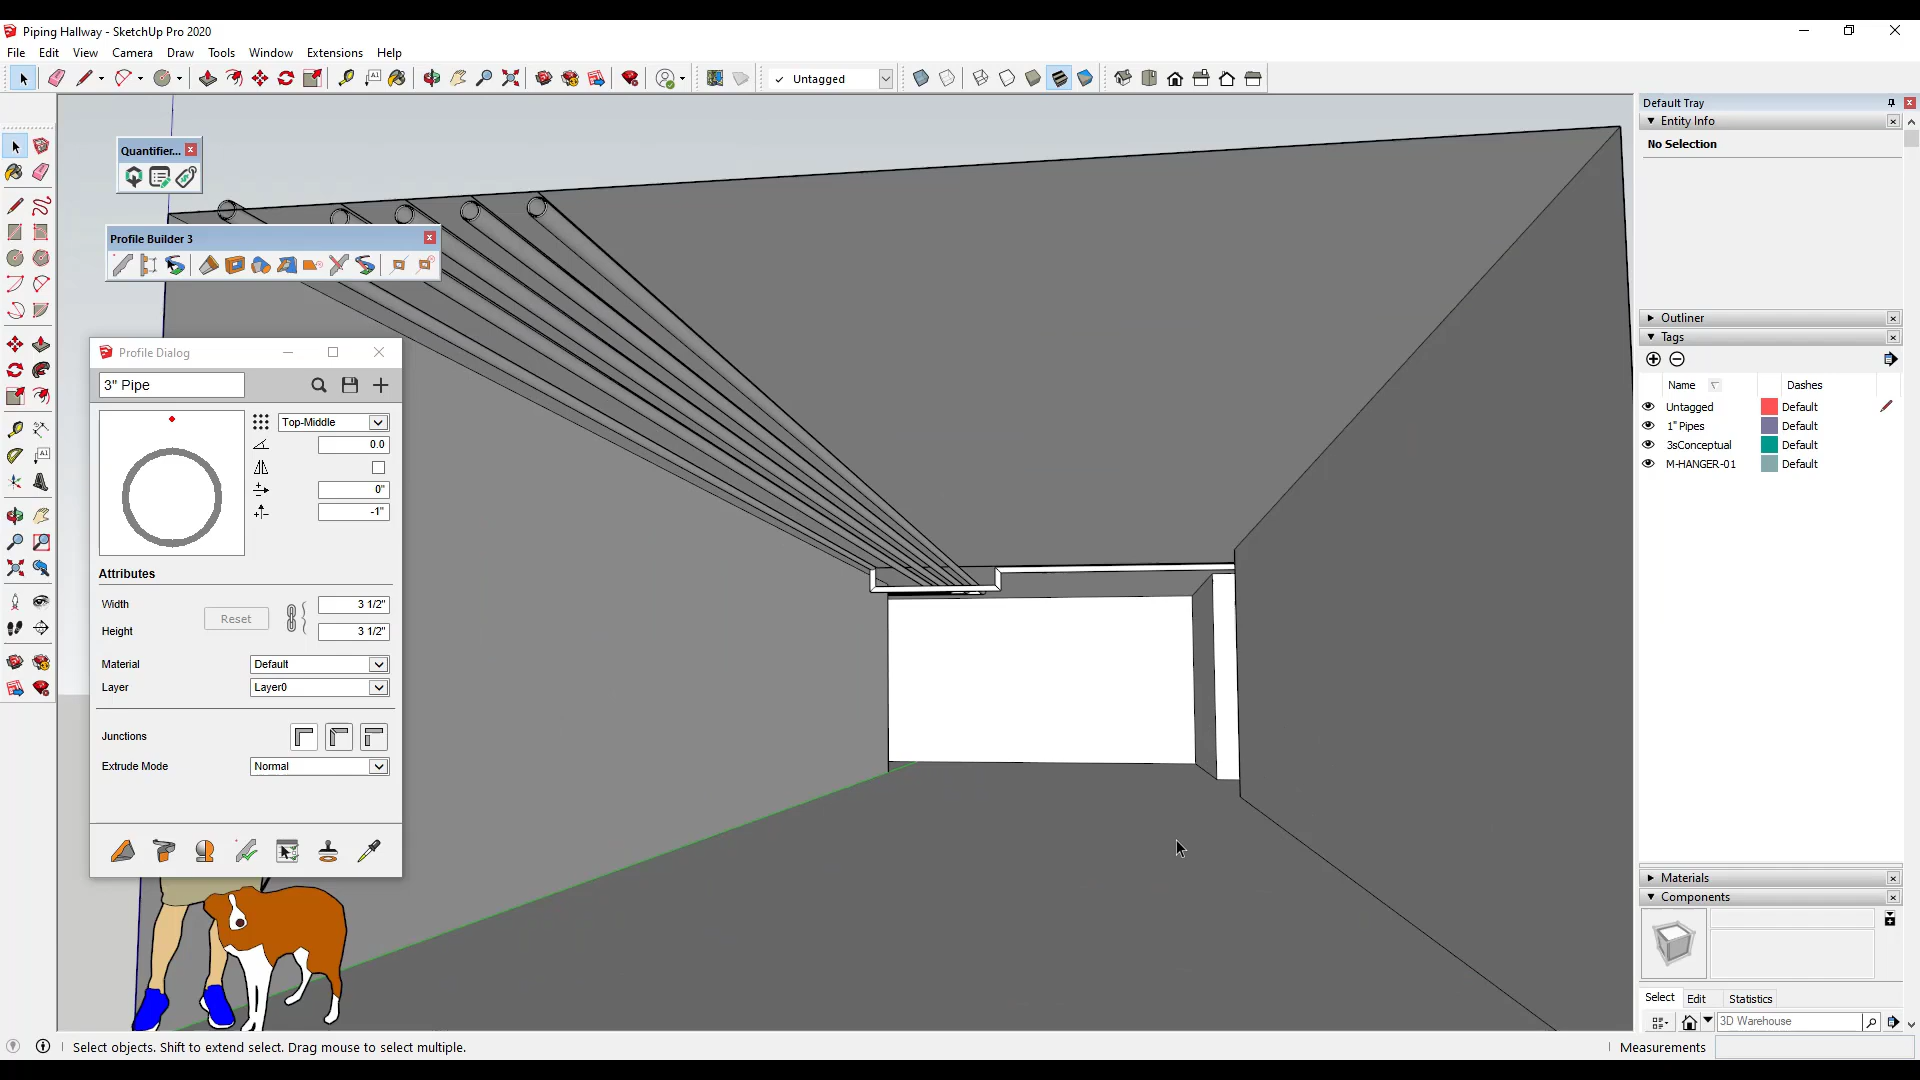 Piping Hallway - SketchUp Pro 2020
File Edit View Camera Draw Tools Window Extensions Help
Untagged
Default Tray
Entity Info
No Selection
Quantifier...
Profile Builder 3
Outliner
Tags
Name Dashes
Untagged Default
1" Pipes Default
3sConceptual Default
M-HANGER-01 Default
Profile Dialog
3" Pipe
Top-Middle
0.0
0"
-1"
Attributes
Width 3 1/2"
Reset
Height 3 1/2"
Material Default
Layer Layer0
Junctions
Extrude Mode Normal
Materials
Components
Select Edit Statistics
3D Warehouse
Select objects. Shift to extend select. Drag mouse to select multiple.
Measurements